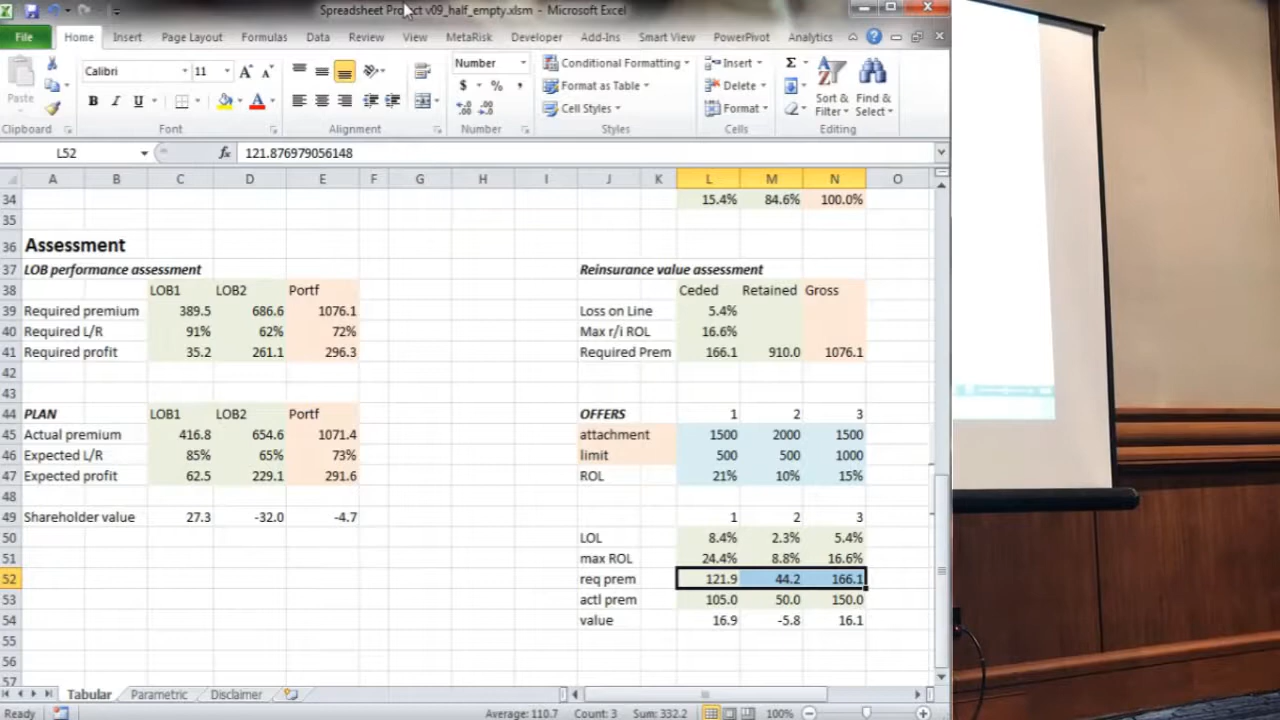 Spreadsheet Project v09_half_empty.xlsm - Microsoft Excel
File Home Insert Page Layout Formulas Data Review View MetaRisk Developer Add-Ins Smart View PowerPivot Analytics
Paste Calibri 11 Number Conditional Formatting Insert
B I U $ % , Format as Table Delete Sort & Find &
Cell Styles Format Filter Select
Clipboard Font Alignment Number Styles Cells Editing
L52 fx 121.876979056148
A B C D E F G H I J K L M N O
34 15.4% 84.6% 100.0%
35
36 Assessment
37 LOB performance assessment Reinsurance value assessment
38 LOB1 LOB2 Portf Ceded Retained Gross
39 Required premium 389.5 686.6 1076.1 Loss on Line 5.4%
40 Required L/R 91% 62% 72% Max r/i ROL 16.6%
41 Required profit 35.2 261.1 296.3 Required Prem 166.1 910.0 1076.1
42
43
44 PLAN LOB1 LOB2 Portf OFFERS 1 2 3
45 Actual premium 416.8 654.6 1071.4 attachment 1500 2000 1500
46 Expected L/R 85% 65% 73% limit 500 500 1000
47 Expected profit 62.5 229.1 291.6 ROL 21% 10% 15%
48
49 Shareholder value 27.3 -32.0 -4.7 1 2 3
50 LOL 8.4% 2.3% 5.4%
51 max ROL 24.4% 8.8% 16.6%
52 req prem 121.9 44.2 166.1
53 actl prem 105.0 50.0 150.0
54 value 16.9 -5.8 16.1
55
56
57
Tabular Parametric Disclaimer
Ready Average: 110.7 Count: 3 Sum: 332.2 100%